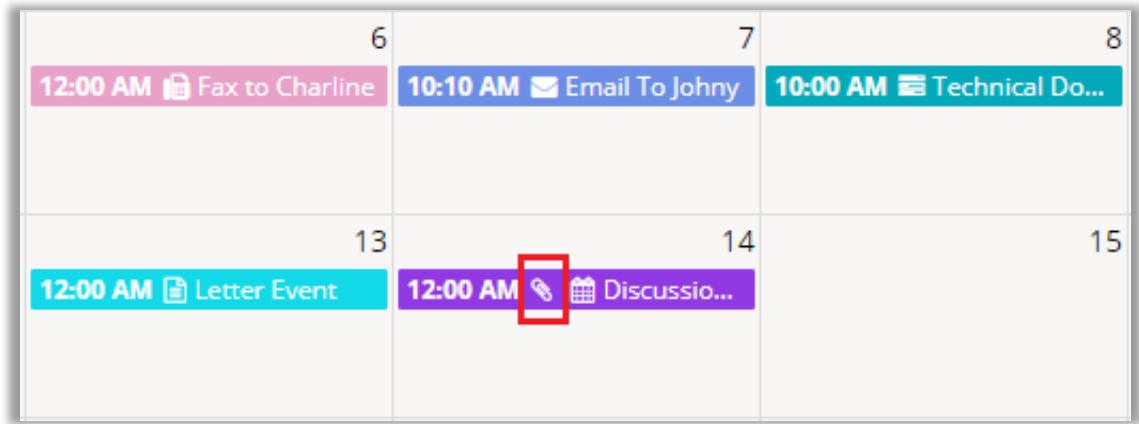 6
7
8
12:00 AM Fax to Charline
10:10 AM Email To Johny
10:00 AM Technical Do...
13
14
15
12:00 AM Letter Event
12:00 AM Discussio...